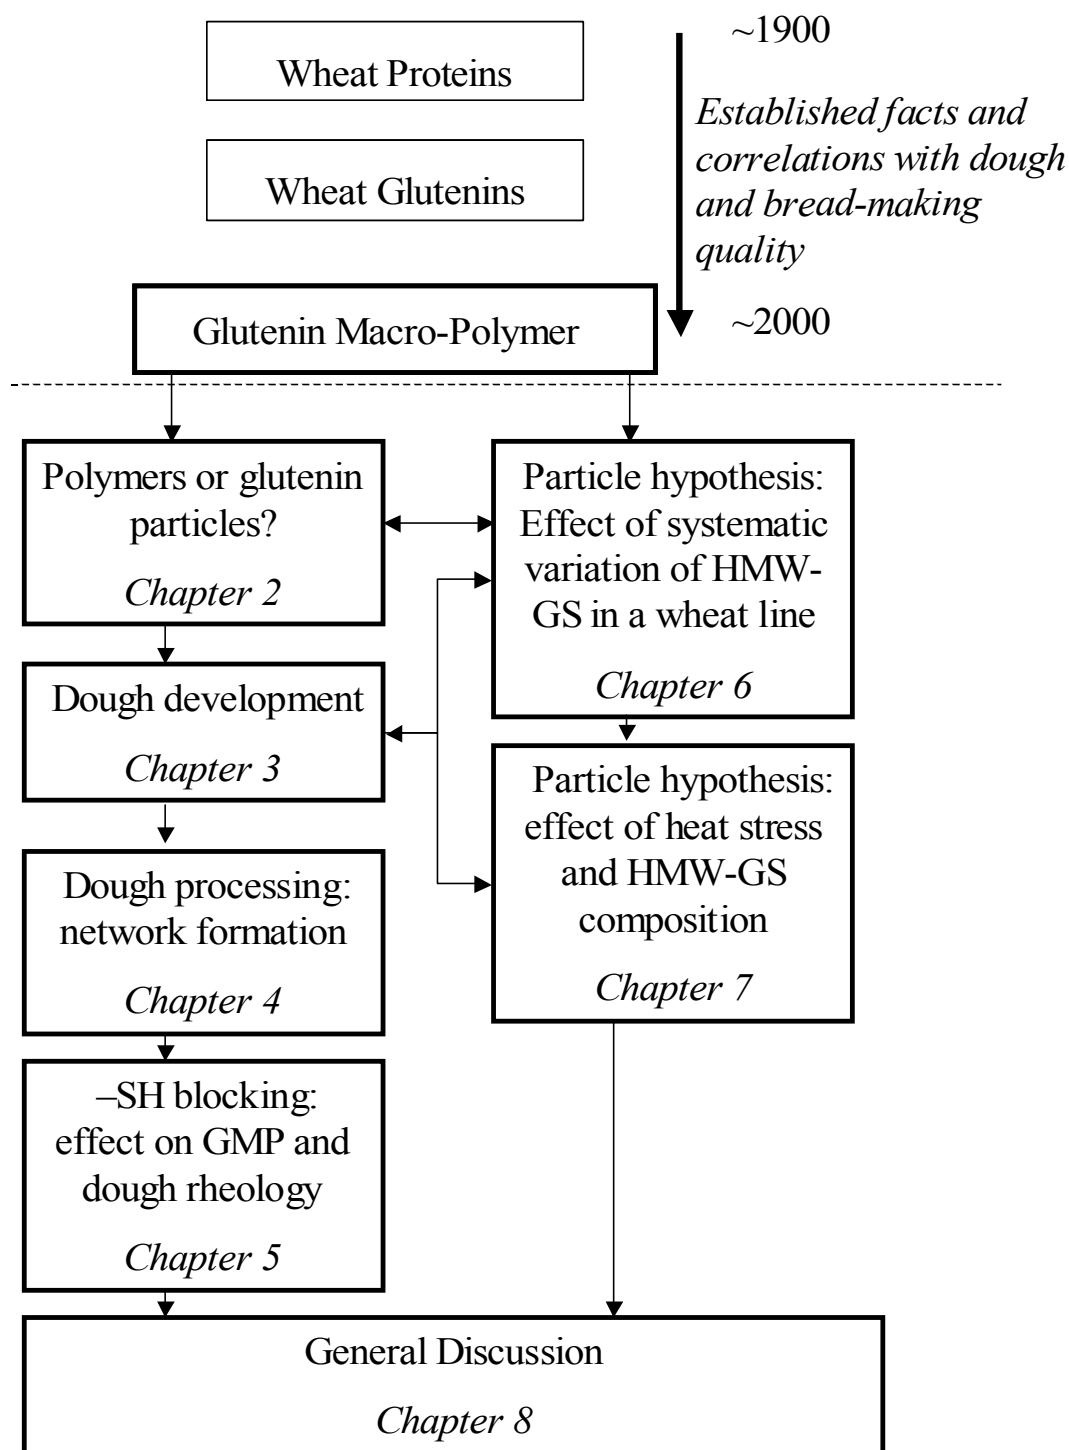 Wheat Proteins
Wheat Glutenins
Glutenin Macro-Polymer
~1900
Established facts and
correlations with dough
and bread-making
quality
~2000
Polymers or glutenin
particles?
Chapter 2
Dough development
Chapter 3
Dough processing:
network formation
Chapter 4
–SH blocking:
effect on GMP and
dough rheology
Chapter 5
Particle hypothesis:
Effect of systematic
variation of HMW-
GS in a wheat line
Chapter 6
Particle hypothesis:
effect of heat stress
and HMW-GS
composition
Chapter 7
General Discussion
Chapter 8